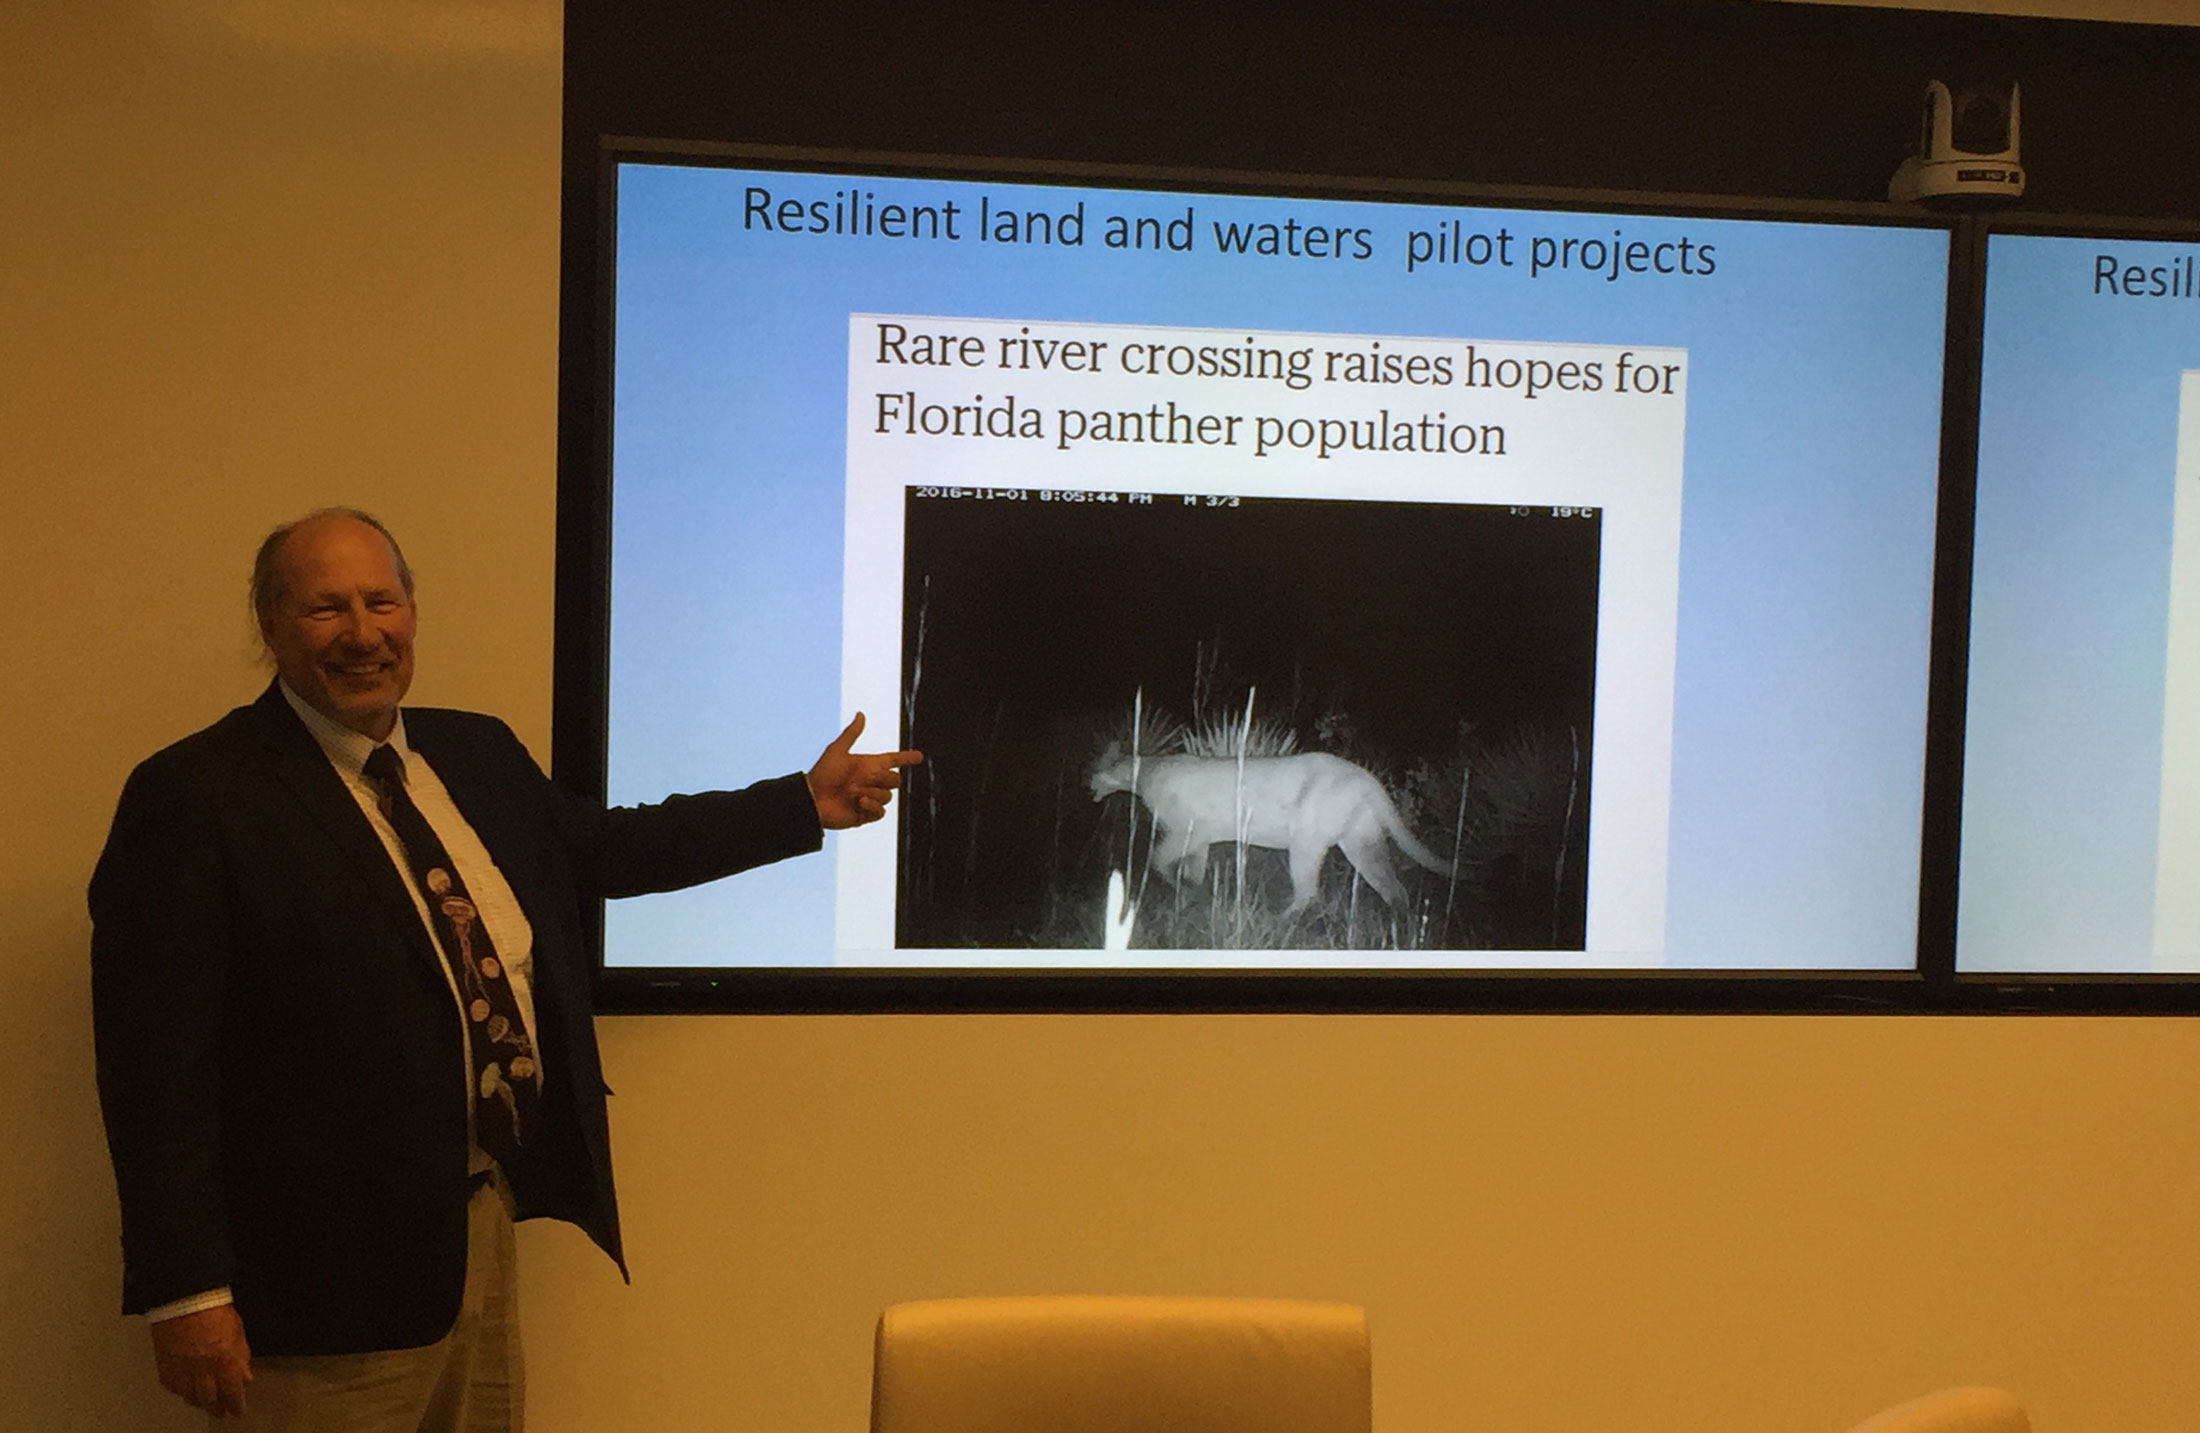 Resilient land and waters pilot projects
Rare river crossing raises hopes for
Florida panther population
2016-11-01 8:05:44 PM M 3/3 19°C
Resil